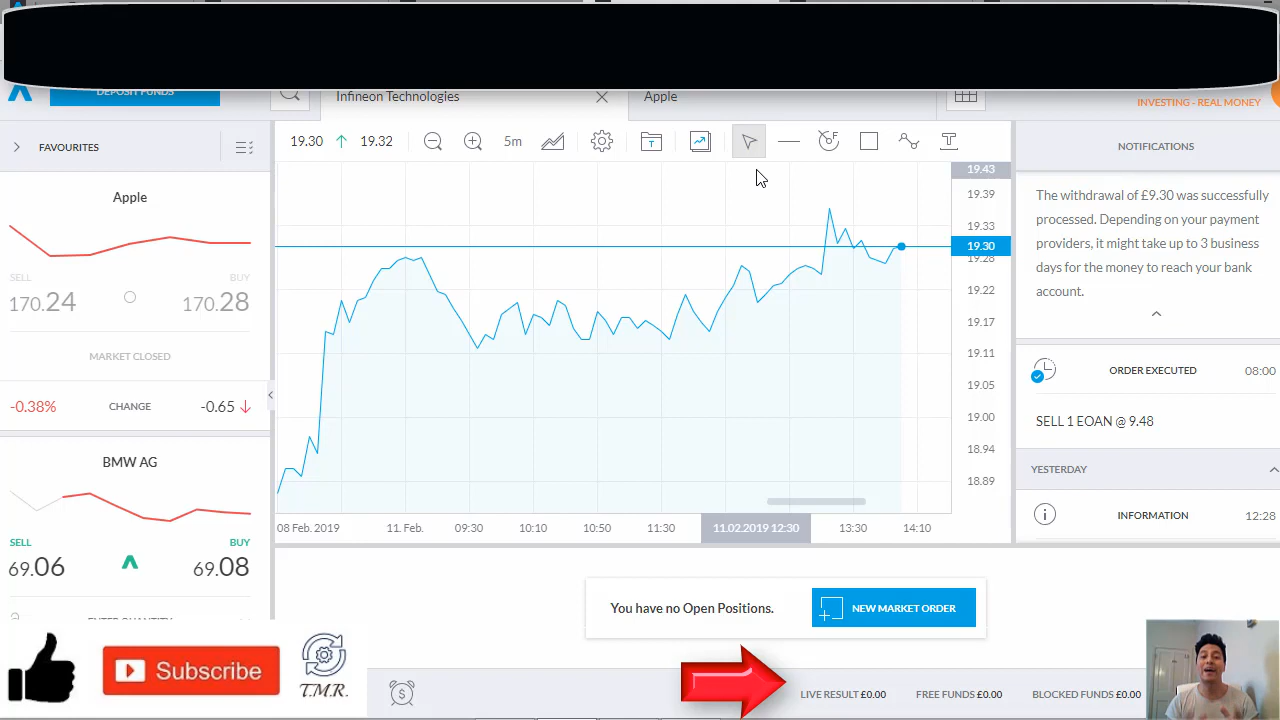 DEPOSIT FUNDS
Infineon Technologies
Apple
INVESTING - REAL MONEY
FAVOURITES
19.30
19.32
5m
T
F
T
NOTIFICATIONS
Apple
SELL
BUY
170.24
170.28
MARKET CLOSED
-0.38%
CHANGE
-0.65
BMW AG
SELL
BUY
69.06
69.08
ENTER QUANTITY
19.43
19.39
19.33
19.30
19.28
19.22
19.17
19.11
19.05
19.00
18.94
18.89
08 Feb. 2019
11. Feb.
09:30
10:10
10:50
11:30
11.02.2019 12:30
13:30
14:10
The withdrawal of £9.30 was successfully
processed. Depending on your payment
providers, it might take up to 3 business
days for the money to reach your bank
account.
ORDER EXECUTED
08:00
SELL 1 EOAN @ 9.48
YESTERDAY
INFORMATION
12:28
You have no Open Positions.
NEW MARKET ORDER
Subscribe
T.M.R.
LIVE RESULT £0.00
FREE FUNDS £0.00
BLOCKED FUNDS £0.00